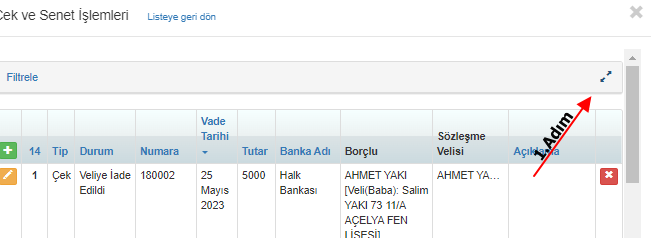 Çek ve Senet İşlemleri Listeye geri dön
Filtrele
1.Adım
14 Tip Durum Numara Vade Tarihi Tutar Banka Adı Borçlu Sözleşme Velisi Açıklama
1 Çek Veliye İade Edildi 180002 25 Mayıs 2023 5000 Halk Bankası AHMET YAKI AHMET YA...
[Veli(Baba): Salim
YAKI 73 11/A
AÇELYA FEN
LİSESİ]